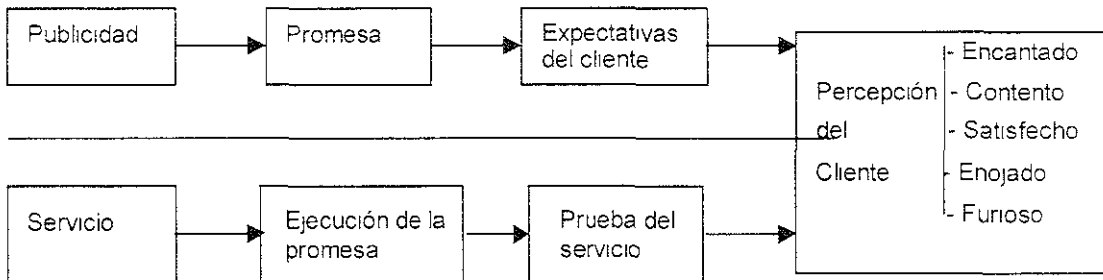 Publicidad
Promesa
Expectativas
del cliente
Percepción
del
Cliente
- Encantado
- Contento
- Satisfecho
- Enojado
- Furioso
Servicio
Ejecución de la
promesa
Prueba del
servicio